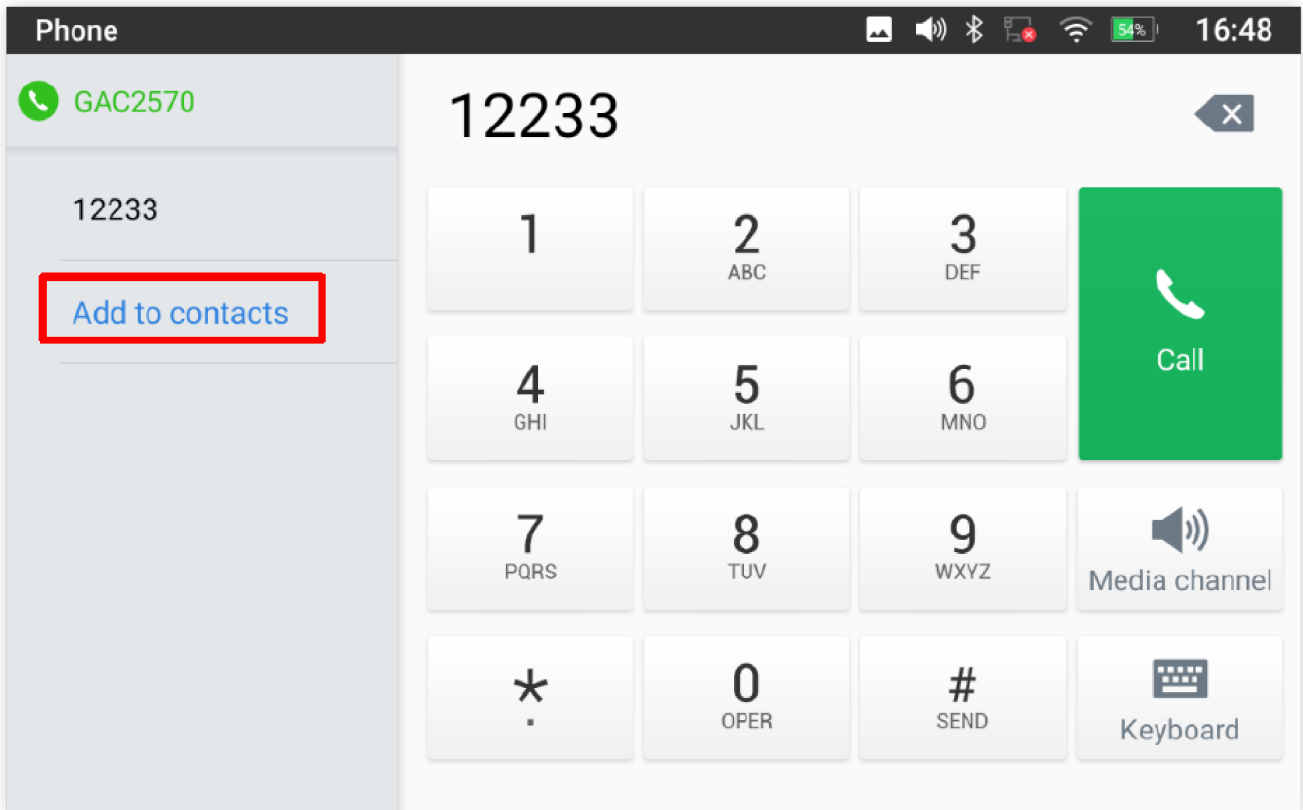 Phone
54%
16:48
GAC2570
12233
12233
Add to contacts
1
2
ABC
3
DEF
Call
4
GHI
5
JKL
6
MNO
7
PQRS
8
TUV
9
WXYZ
Media channel
*
.
0
OPER
#
SEND
Keyboard